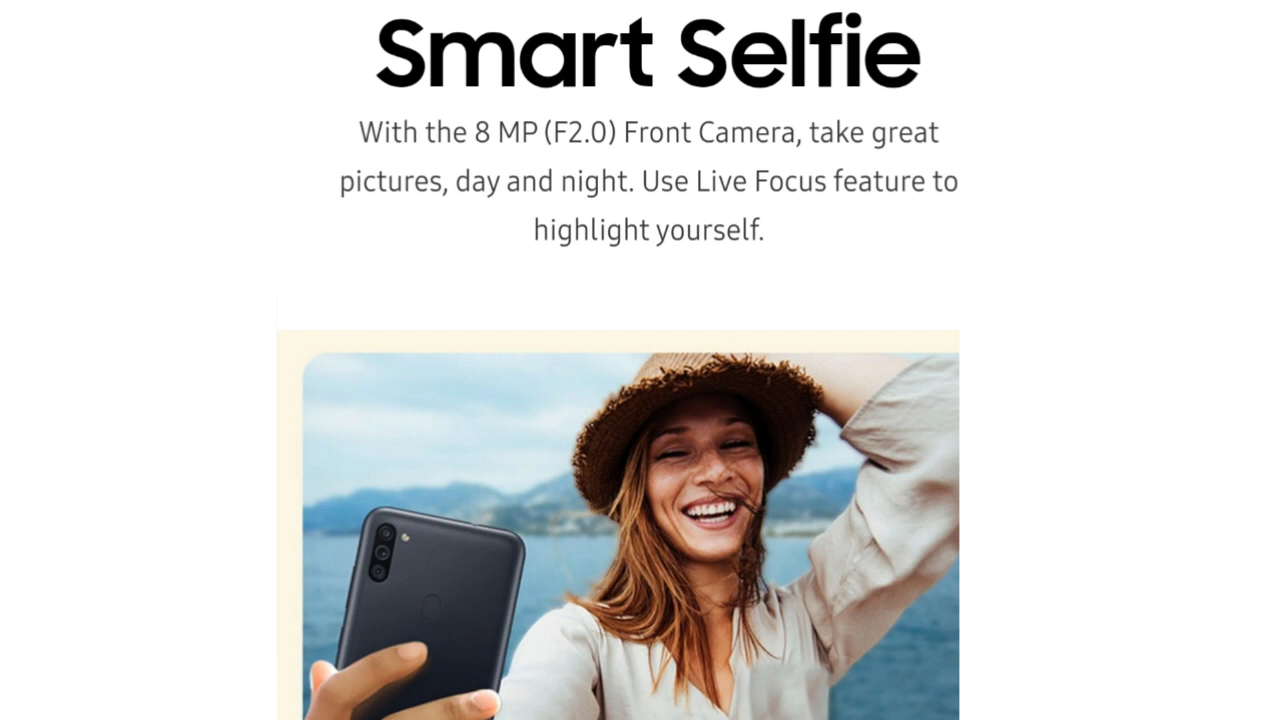 Smart Selfie
With the 8 MP (F2.0) Front Camera, take great
pictures, day and night. Use Live Focus feature to
highlight yourself.